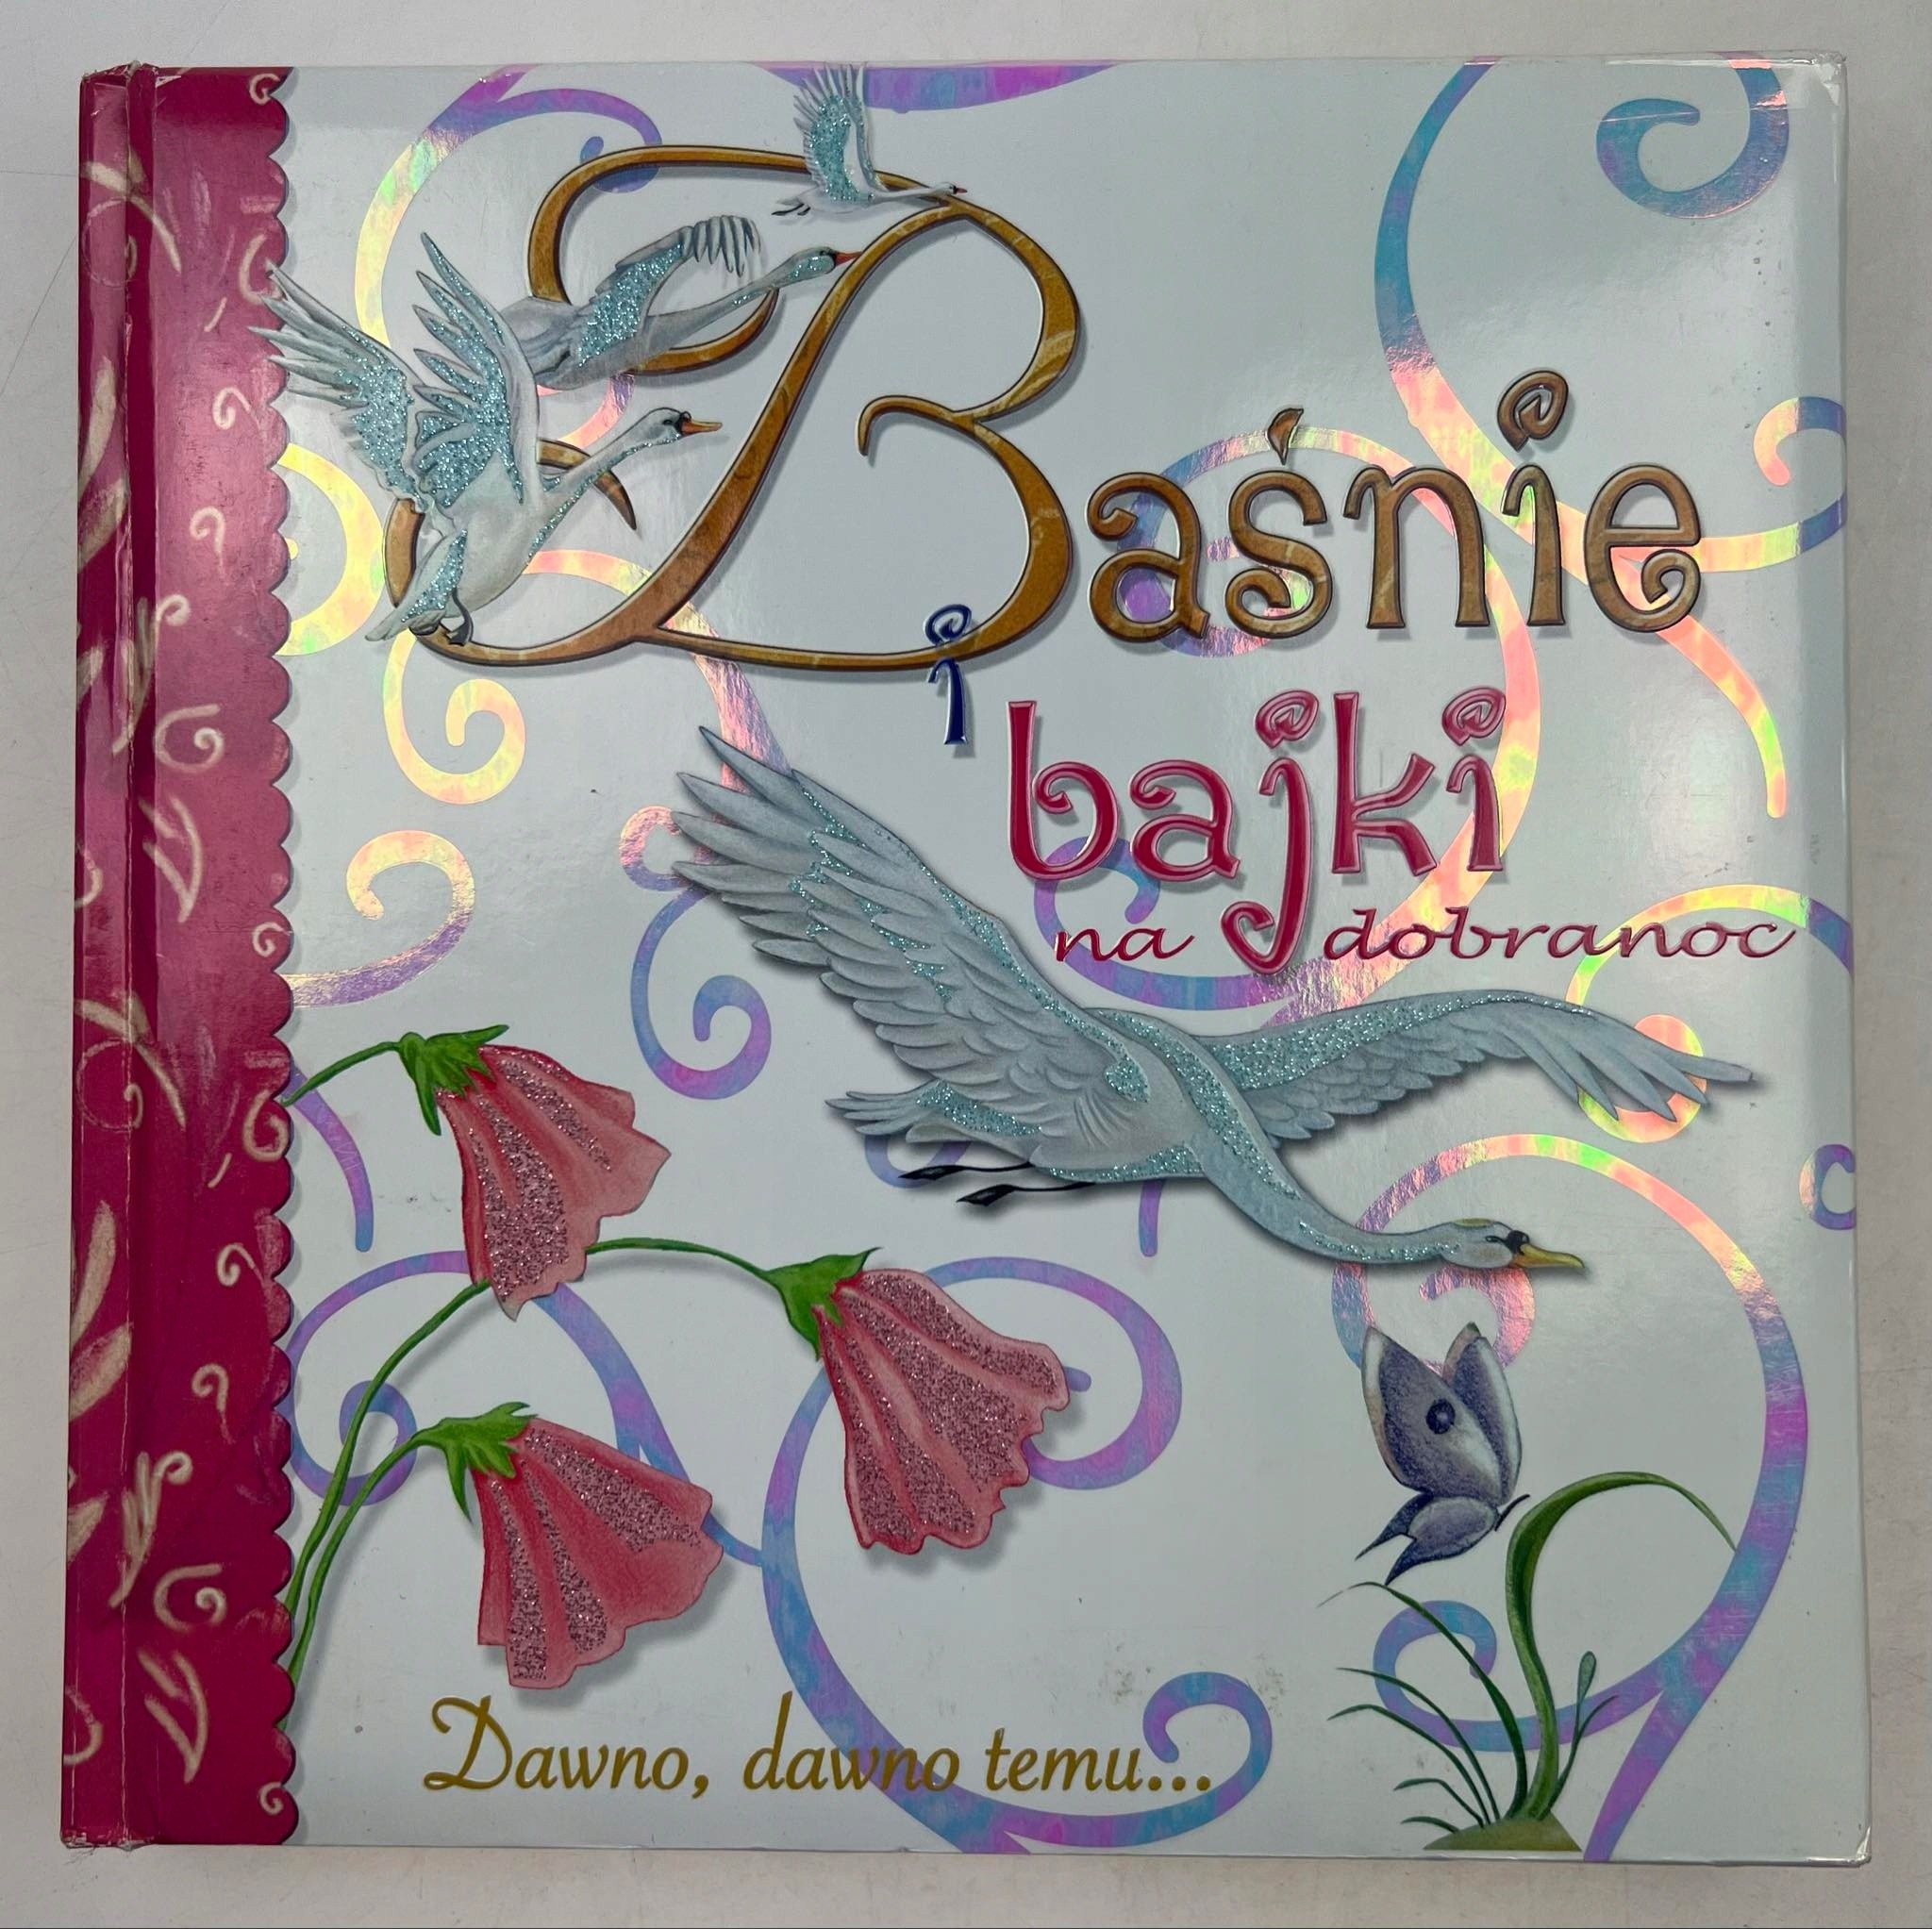 Baśnie
i
bajki
na dobranoc
Dawno, dawno temu...